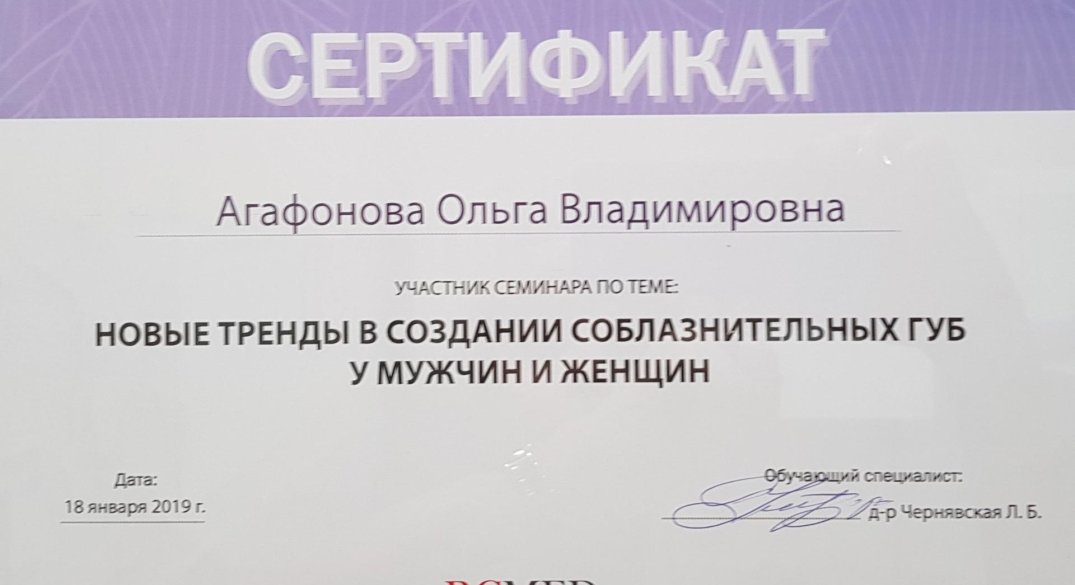 СЕРТИФИКАТ
Агафонова Ольга Владимировна
УЧАСТНИК СЕМИНАРА ПО ТЕМЕ:
НОВЫЕ ТРЕНДЫ В СОЗДАНИИ СОБЛАЗНИТЕЛЬНЫХ ГУБ
У МУЖЧИН И ЖЕНЩИН
Дата:
18 января 2019 г.
Обучающий специалист:
д-р Чернявская Л. Б.